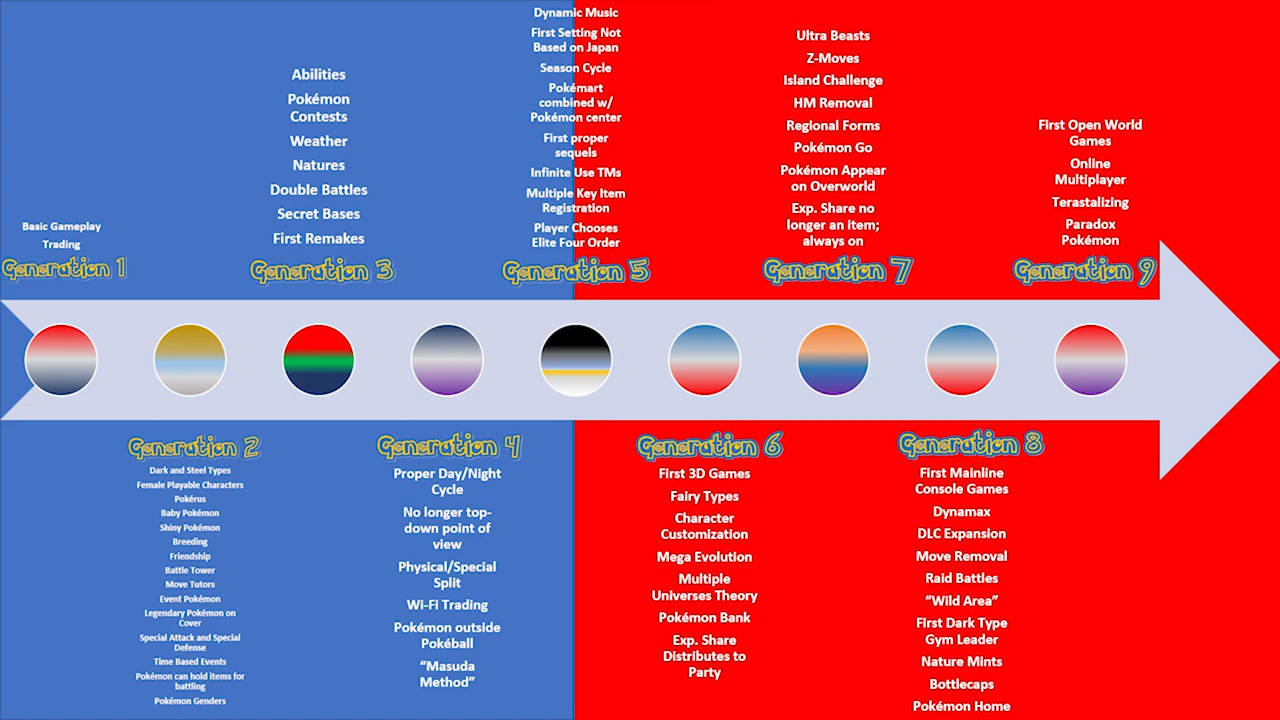 Basic Gameplay
Trading
Generation 1
Dark and Steel Types
Female Playable Characters
Pokérus
Baby Pokémon
Shiny Pokémon
Breeding
Friendship
Battle Tower
Move Tutors
Event Pokémon
Legendary Pokémon on
Cover
Special Attack and Special
Defense
Time Based Events
Pokémon can hold items for
battling
Pokémon Genders
Generation 2
Abilities
Pokémon
Contests
Weather
Natures
Double Battles
Secret Bases
First Remakes
Generation 3
Generation 4
Proper Day/Night
Cycle
No longer top-
down point of
view
Physical/Special
Split
Wi-Fi Trading
Pokémon outside
Pokéball
“Masuda
Method”
Dynamic Music
First Setting Not
Based on Japan
Season Cycle
Pokémart
combined w/
Pokémon center
First proper
sequels
Infinite Use TMs
Multiple Key Item
Registration
Player Chooses
Elite Four Order
Generation 5
Generation 6
First 3D Games
Fairy Types
Character
Customization
Mega Evolution
Multiple
Universes Theory
Pokémon Bank
Exp. Share
Distributes to
Party
Ultra Beasts
Z-Moves
Island Challenge
HM Removal
Regional Forms
Pokémon Go
Pokémon Appear
on Overworld
Exp. Share no
longer an item;
always on
Generation 7
Generation 8
First Mainline
Console Games
Dynamax
DLC Expansion
Move Removal
Raid Battles
“Wild Area”
First Dark Type
Gym Leader
Nature Mints
Bottlecaps
Pokémon Home
First Open World
Games
Online
Multiplayer
Terastalizing
Paradox
Pokémon
Generation 9